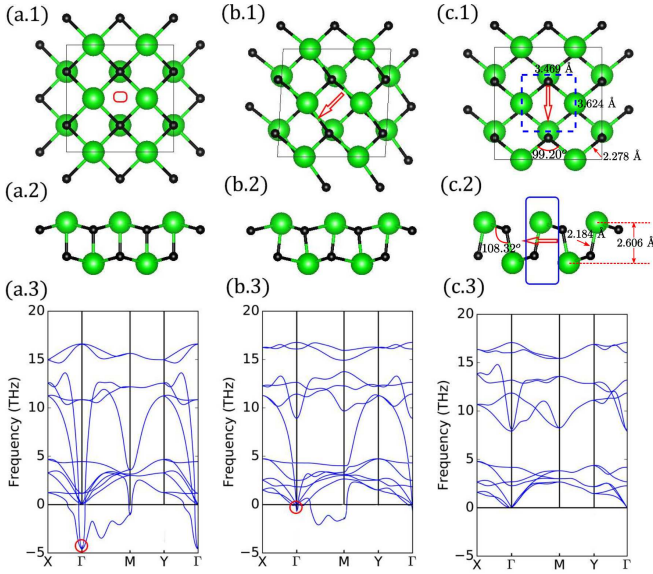 (a.1)
(b.1)
(c.1)
3.469 Å
3.624 Å
99.20°
2.278 Å
(a.2)
(b.2)
(c.2)
108.32°
2.184 Å
2.606 Å
(a.3)
(b.3)
(c.3)
Frequency (THz)
20
15
10
5
0
−5
X Γ M Y Γ
Frequency (THz)
20
15
10
5
0
−5
X Γ M Y Γ
Frequency (THz)
20
15
10
5
0
−5
X Γ M Y Γ